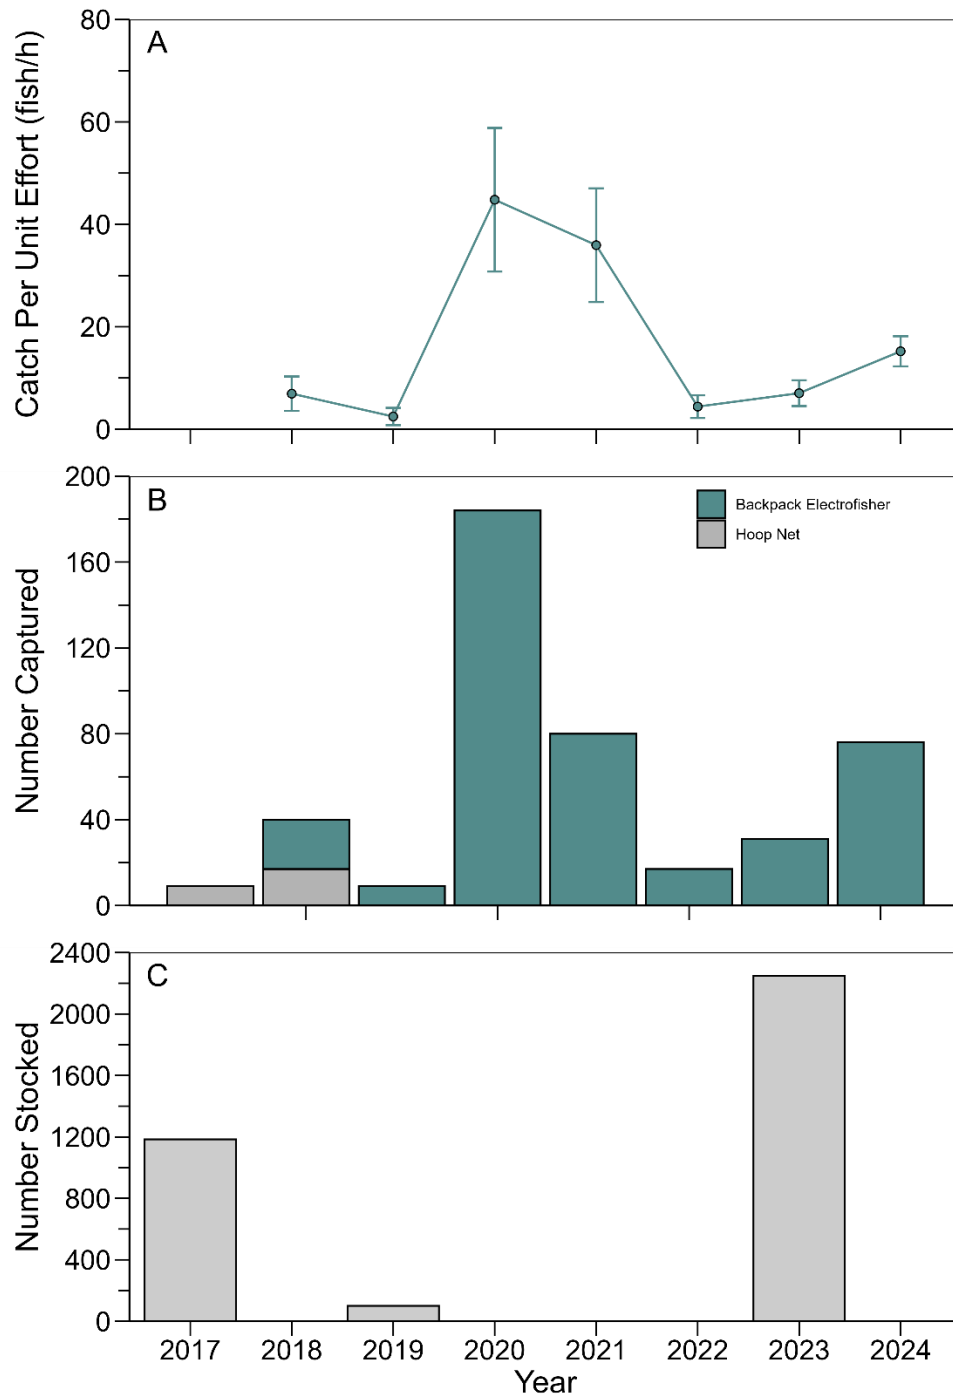 A
Catch Per Unit Effort (fish/h)
80
60
40
20
0
B
Number Captured
200
160
120
80
40
0
Backpack Electrofisher
Hoop Net
C
Number Stocked
2400
2000
1600
1200
800
400
0
2017 2018 2019 2020 2021 2022 2023 2024
Year